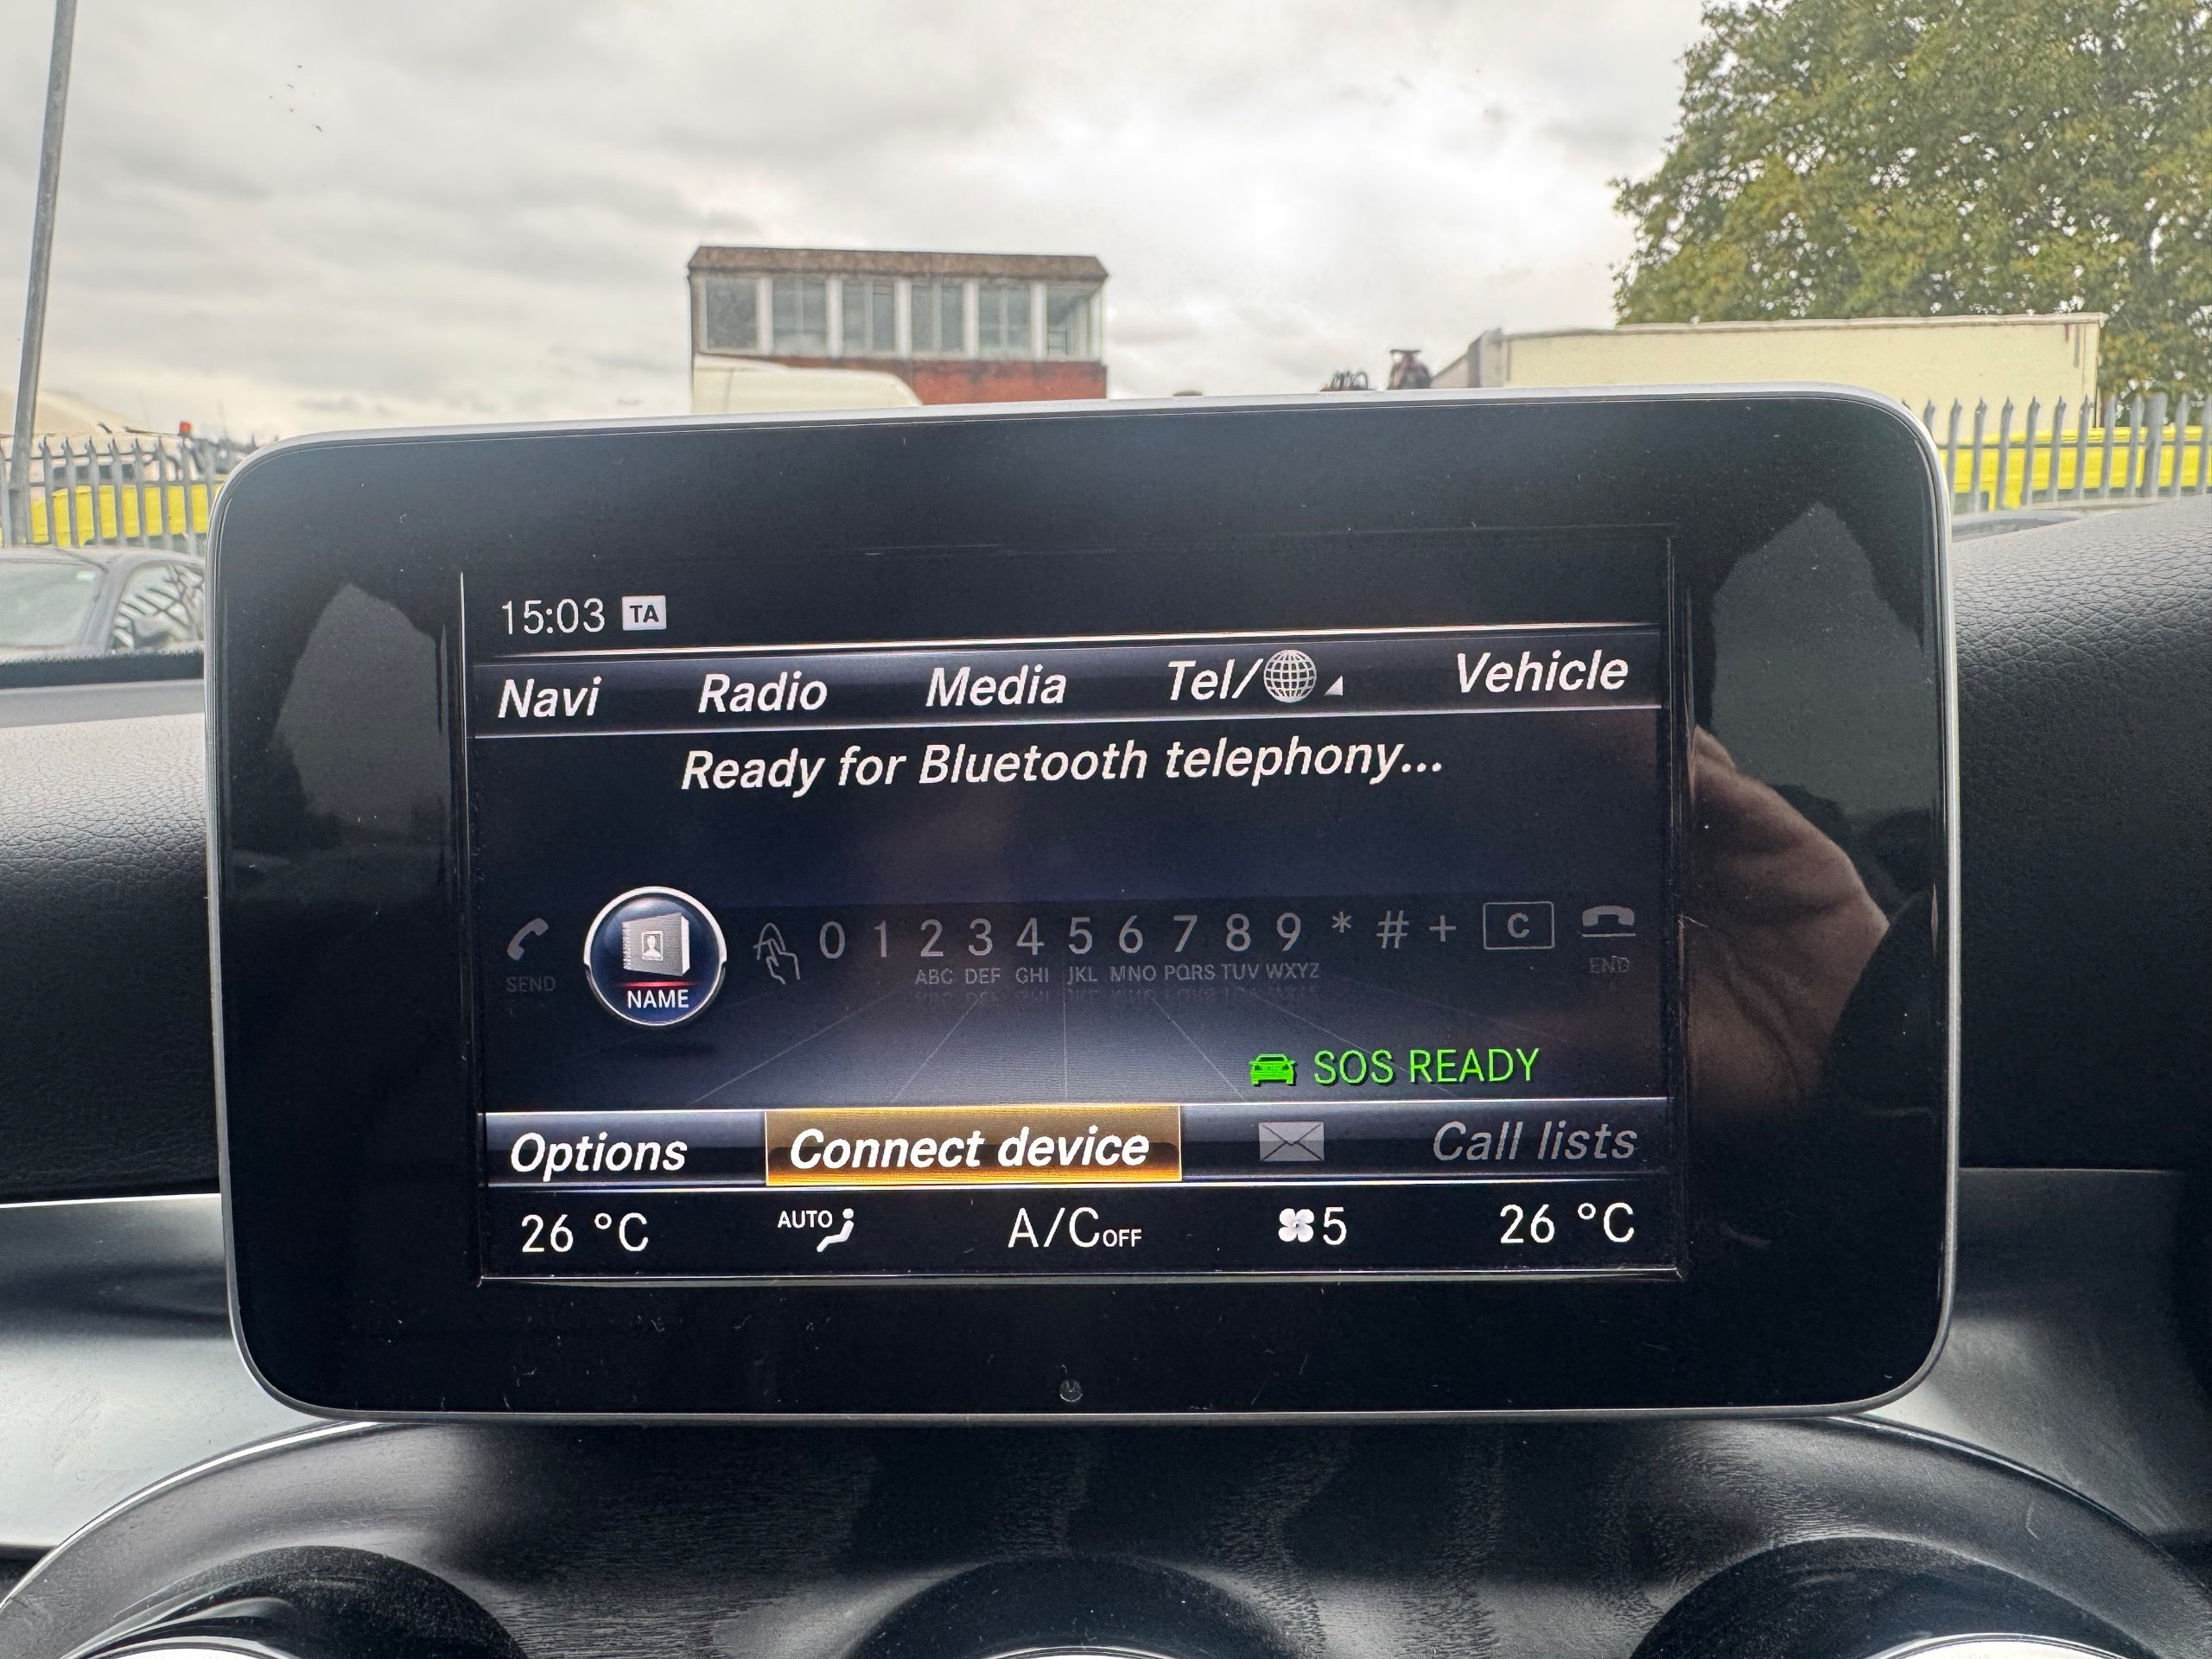 15:03 TA
Navi Radio Media Tel/ Vehicle
Ready for Bluetooth telephony...
0 1 2 3 4 5 6 7 8 9 * # + C
SEND NAME ABC DEF GHI JKL MNO PQRS TUV WXYZ END
SOS READY
Options Connect device Call lists
26 °C AUTO A/C OFF 5 26 °C